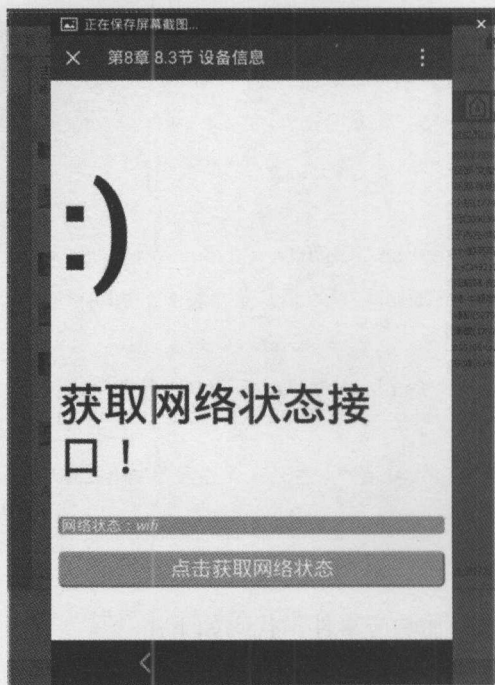 正在保存屏幕截图...
第8章 8.3节 设备信息
:)
获取网络状态接
口！
网络状态：wifi
点击获取网络状态